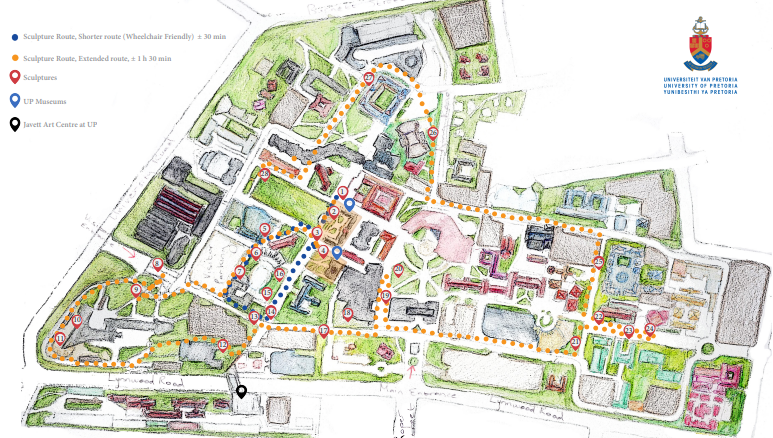 Sculpture Route, Shorter route (Wheelchair Friendly) ± 30 min
Sculpture Route, Extended route, ± 1 h 30 min
Sculptures
UP Museums
Javett Art Centre at UP
UNIVERSITEIT VAN PRETORIA
UNIVERSITY OF PRETORIA
YUNIBESITHI YA PRETORIA
27
26
28
1
2
5
3
6
4
8
7
16
25
20
9
15
19
10
14
18
13
22
11
17
23
24
12
21
Lynnwood Road
Main Entrance
Lynnwood Road